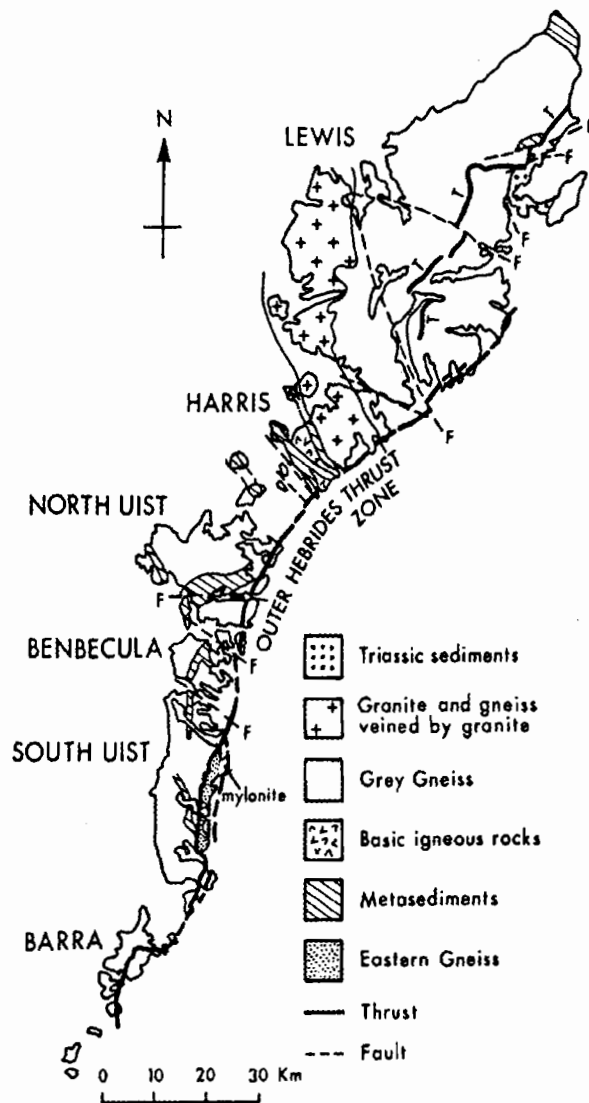 N
LEWIS
T
T
F
F
F
F
T
T
HARRIS
F
NORTH UIST
OUTER HEBRIDES THRUST
ZONE
F
BENBECULA
F
SOUTH UIST
F
mylonite
BARRA
Triassic sediments
Granite and gneiss
veined by granite
Grey Gneiss
Basic igneous rocks
Metasediments
Eastern Gneiss
Thrust
Fault
0 10 20 30 Km